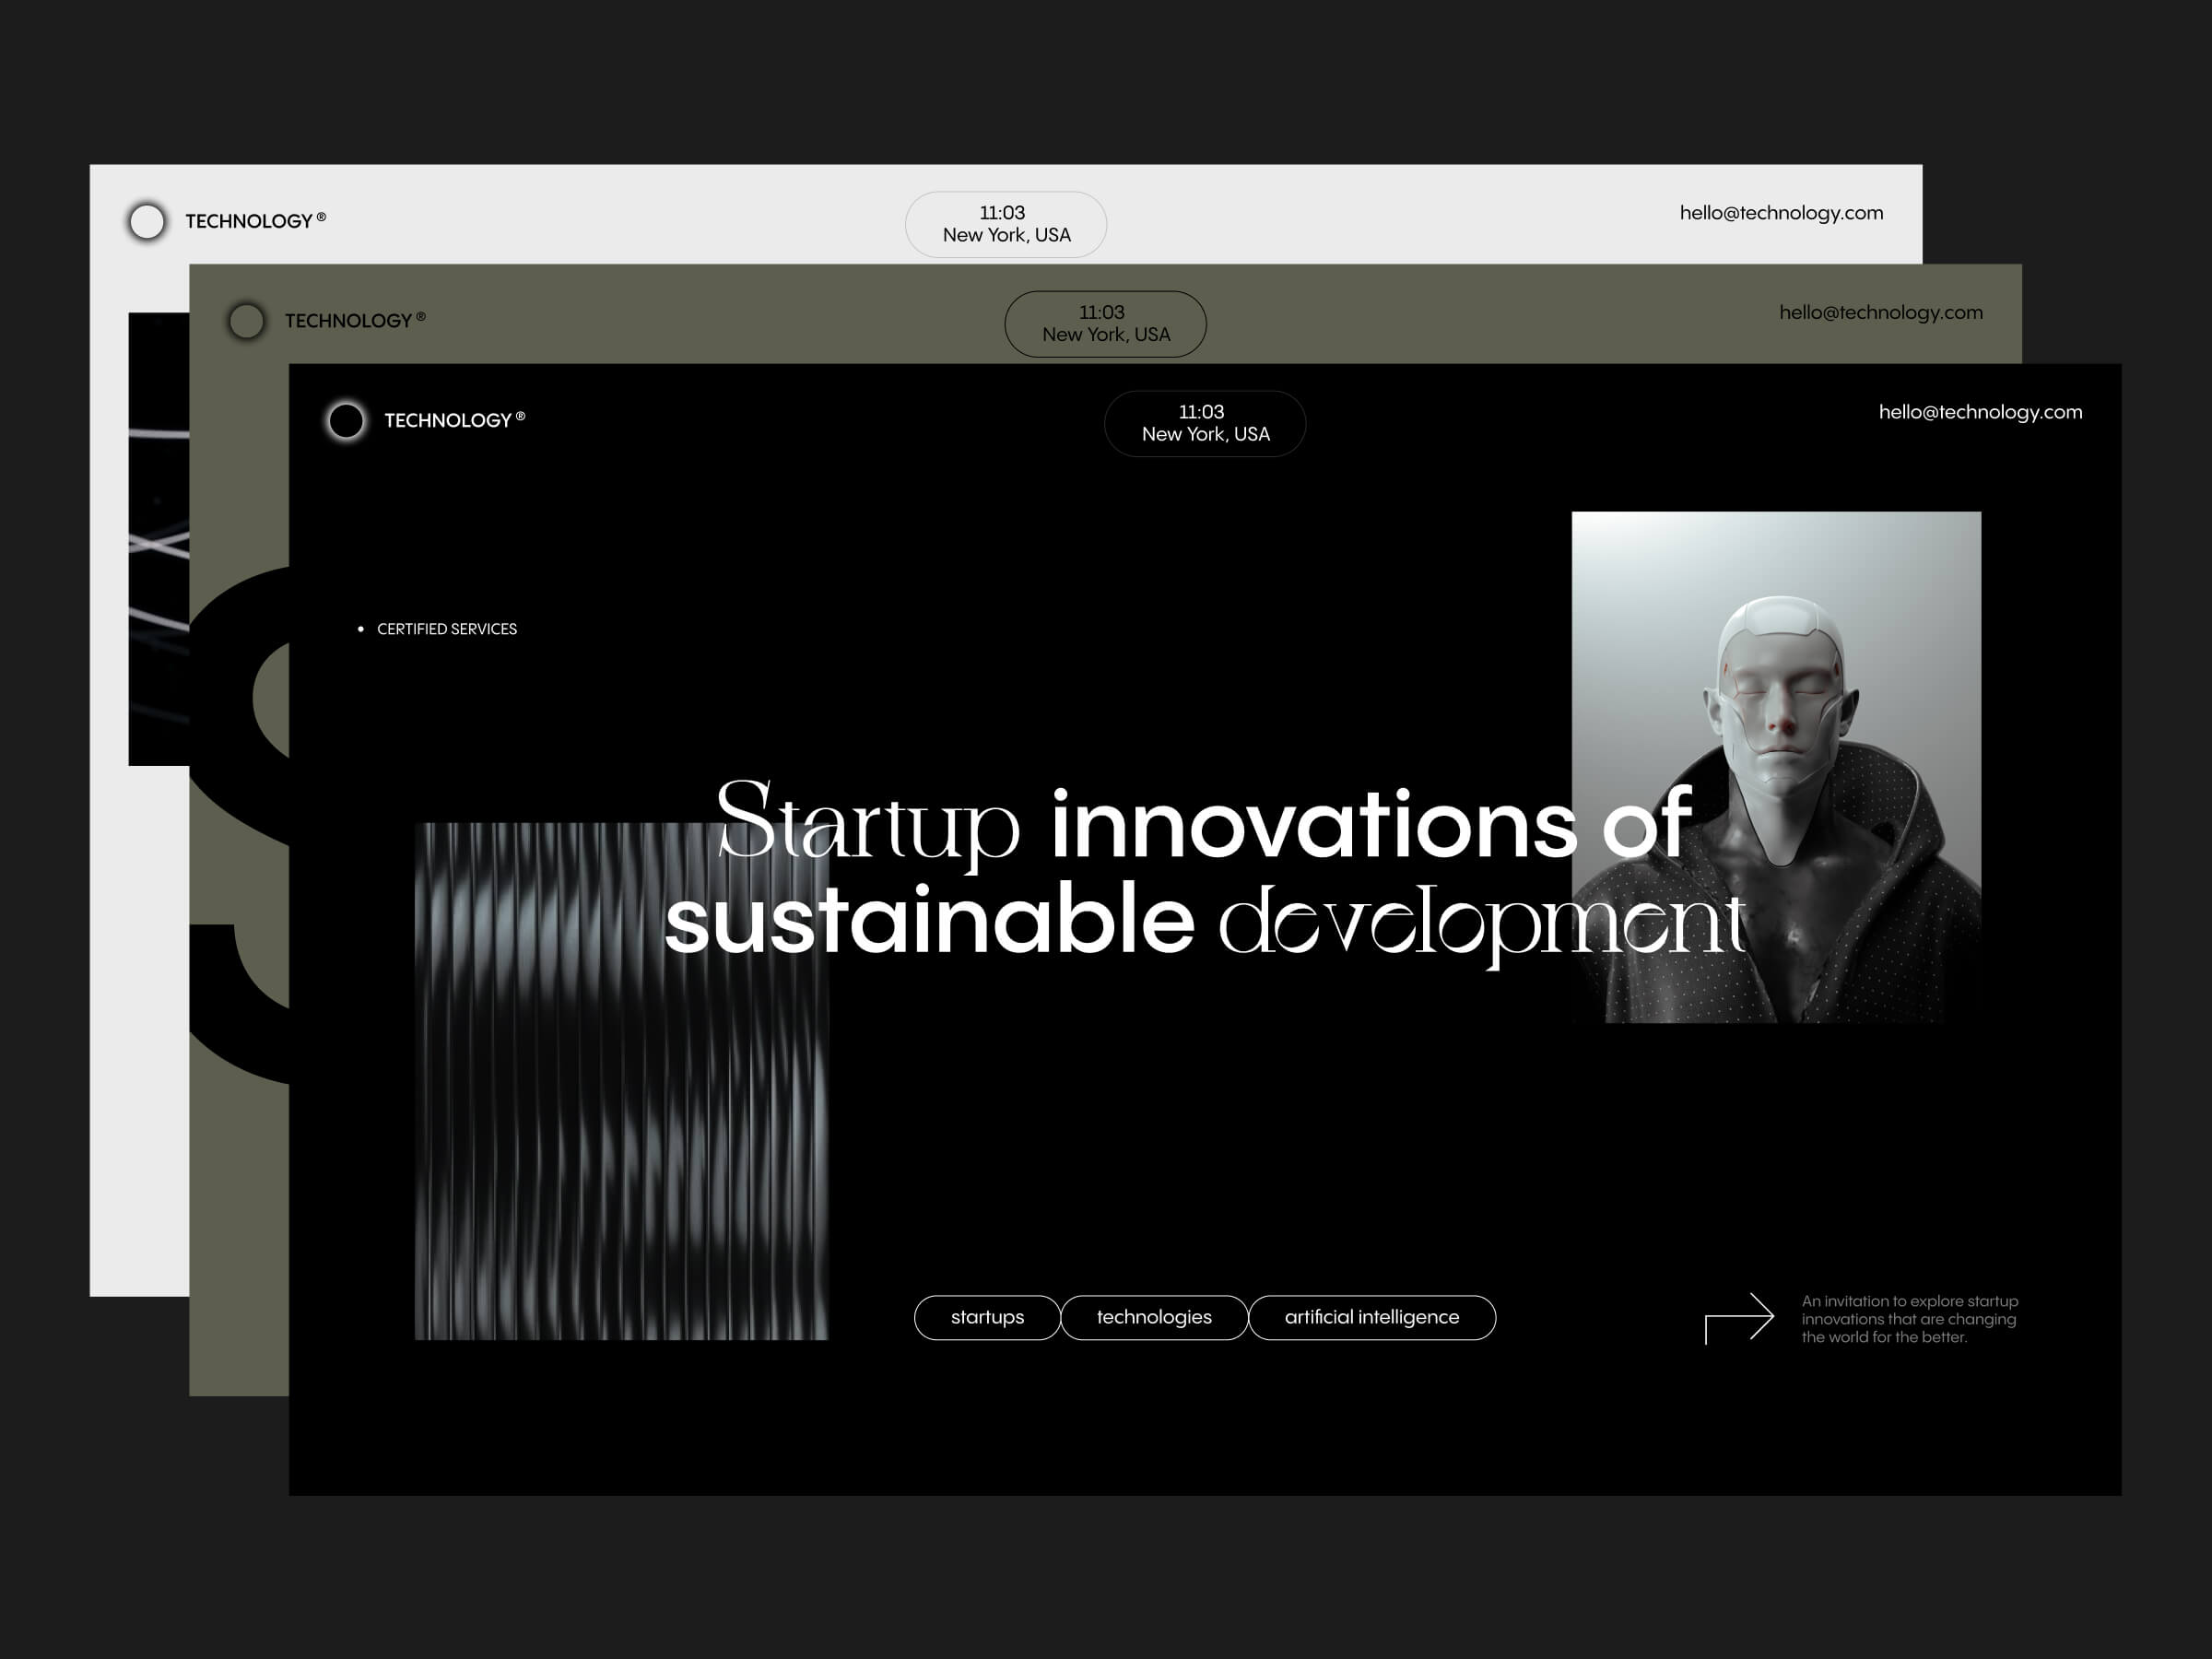 TECHNOLOGY®
11:03
New York, USA
hello@technology.com
TECHNOLOGY®
11:03
New York, USA
hello@technology.com
TECHNOLOGY®
11:03
New York, USA
hello@technology.com
• CERTIFIED SERVICES
Startup innovations of
sustainable development
startups
technologies
artificial intelligence
An invitation to explore startup
innovations that are changing
the world for the better.